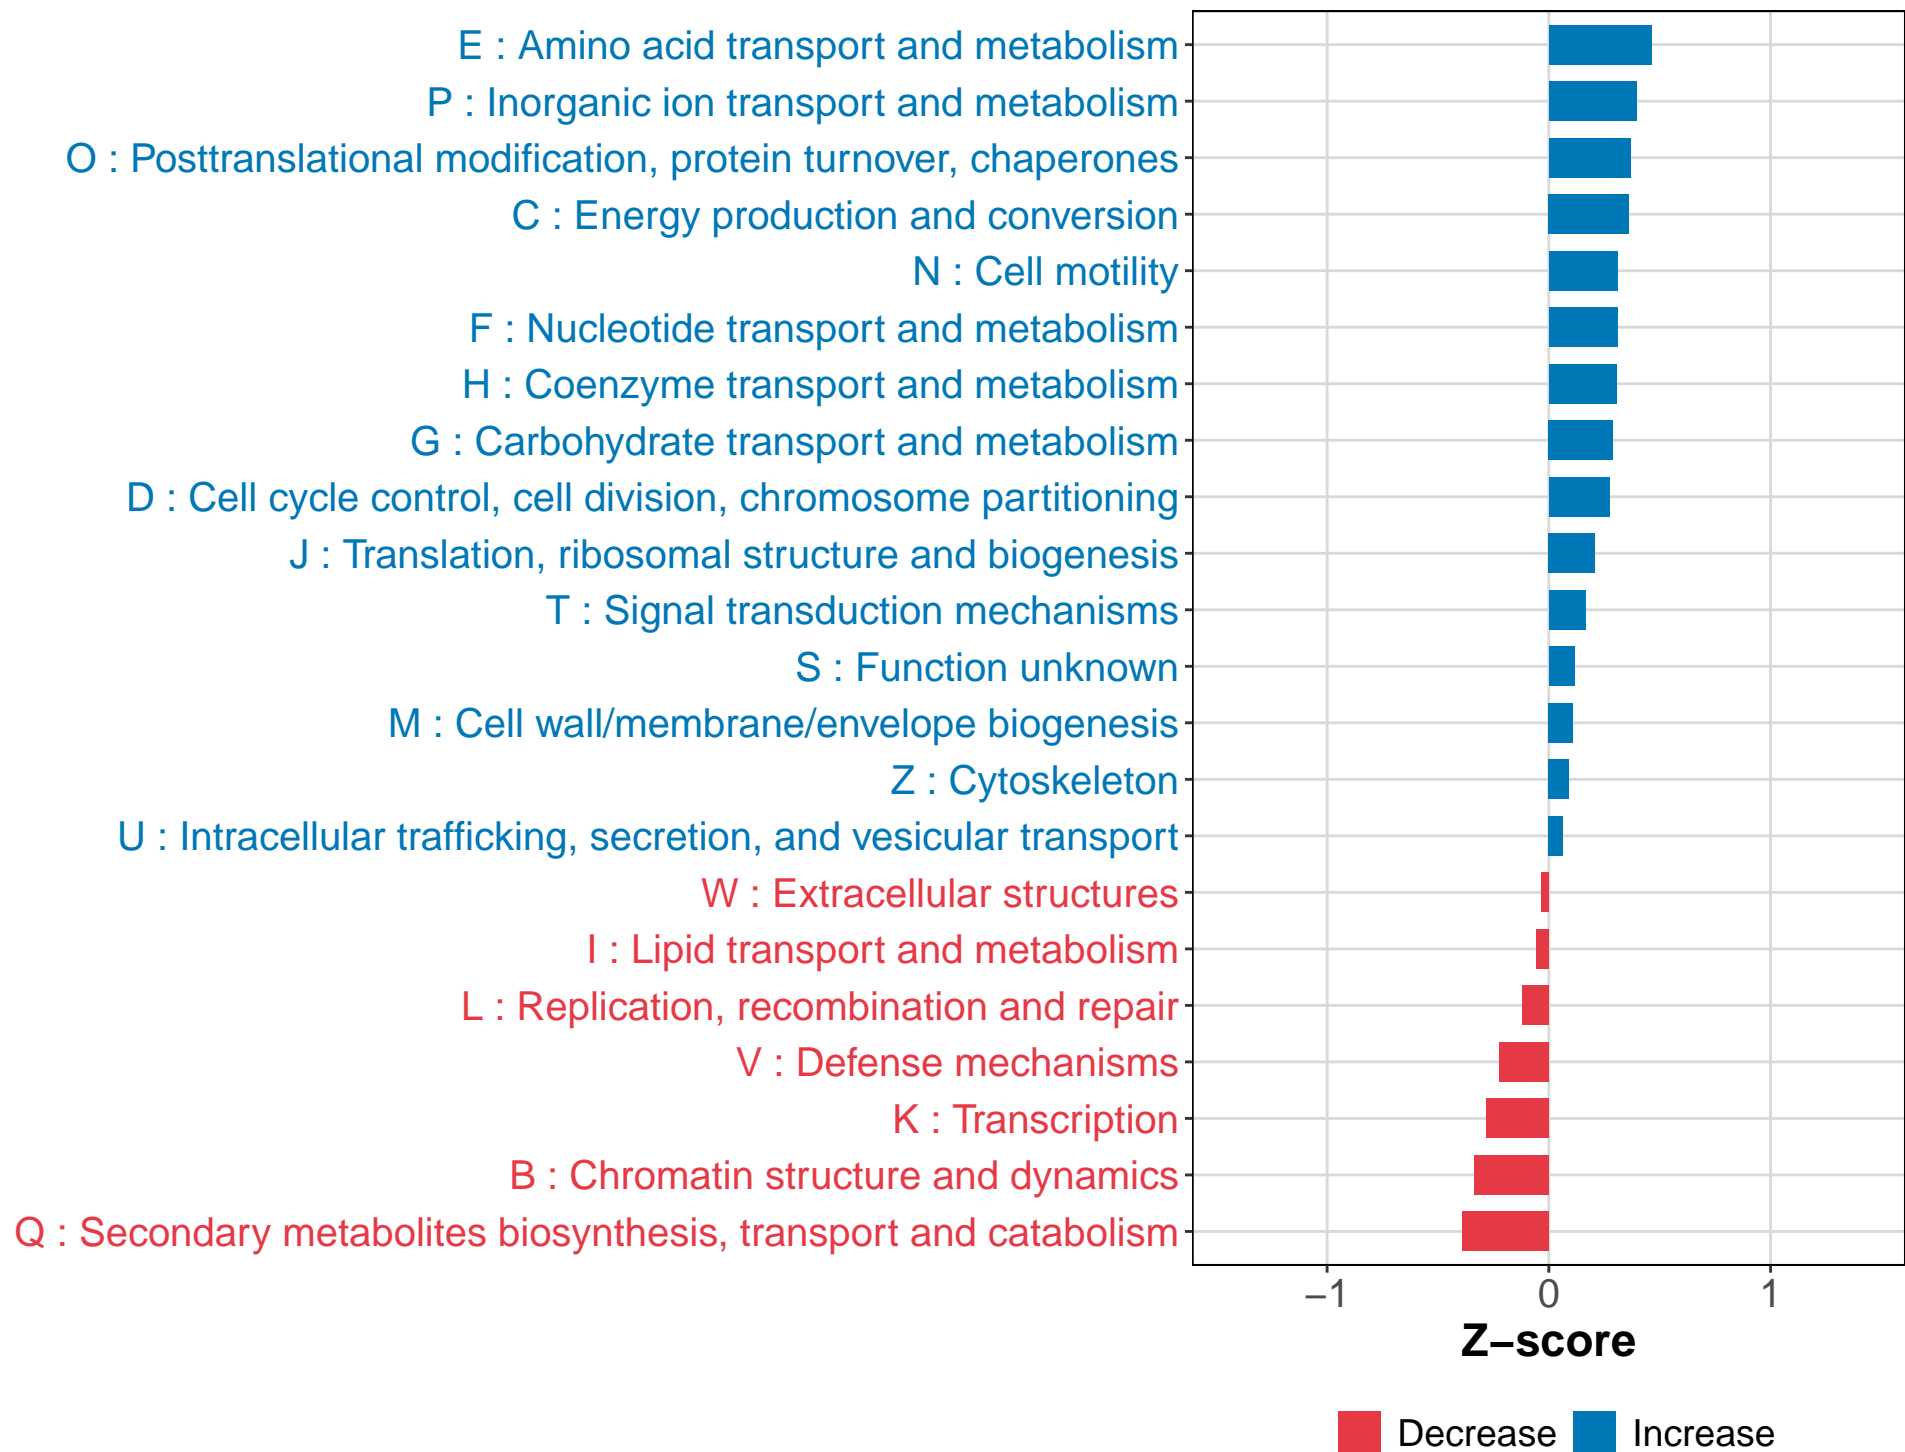 E : Amino acid transport and metabolism
P : Inorganic ion transport and metabolism
O : Posttranslational modification, protein turnover, chaperones
C : Energy production and conversion
N : Cell motility
F : Nucleotide transport and metabolism
H : Coenzyme transport and metabolism
G : Carbohydrate transport and metabolism
D : Cell cycle control, cell division, chromosome partitioning
J : Translation, ribosomal structure and biogenesis
T : Signal transduction mechanisms
S : Function unknown
M : Cell wall/membrane/envelope biogenesis
Z : Cytoskeleton
U : Intracellular trafficking, secretion, and vesicular transport
W : Extracellular structures
I : Lipid transport and metabolism
L : Replication, recombination and repair
V : Defense mechanisms
K : Transcription
B : Chromatin structure and dynamics
Q : Secondary metabolites biosynthesis, transport and catabolism
−1 0 1
Z−score
Decrease Increase